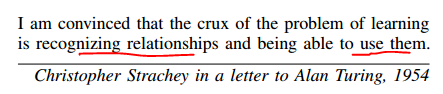 I am convinced that the crux of the problem of learning
is recognizing relationships and being able to use them.
Christopher Strachey in a letter to Alan Turing, 1954